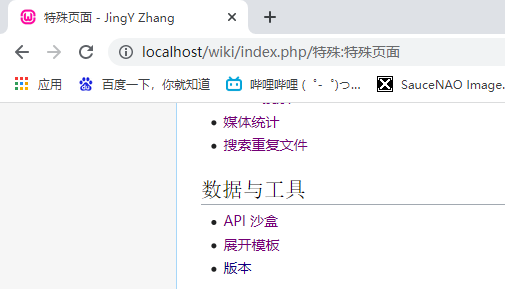 特殊页面 - JingY Zhang
localhost/wiki/index.php/特殊:特殊页面
应用 百度一下，你就知道 哔哩哔哩 (゜-゜)つ... SauceNAO Image.
媒体统计
搜索重复文件
数据与工具
API 沙盒
展开模板
版本